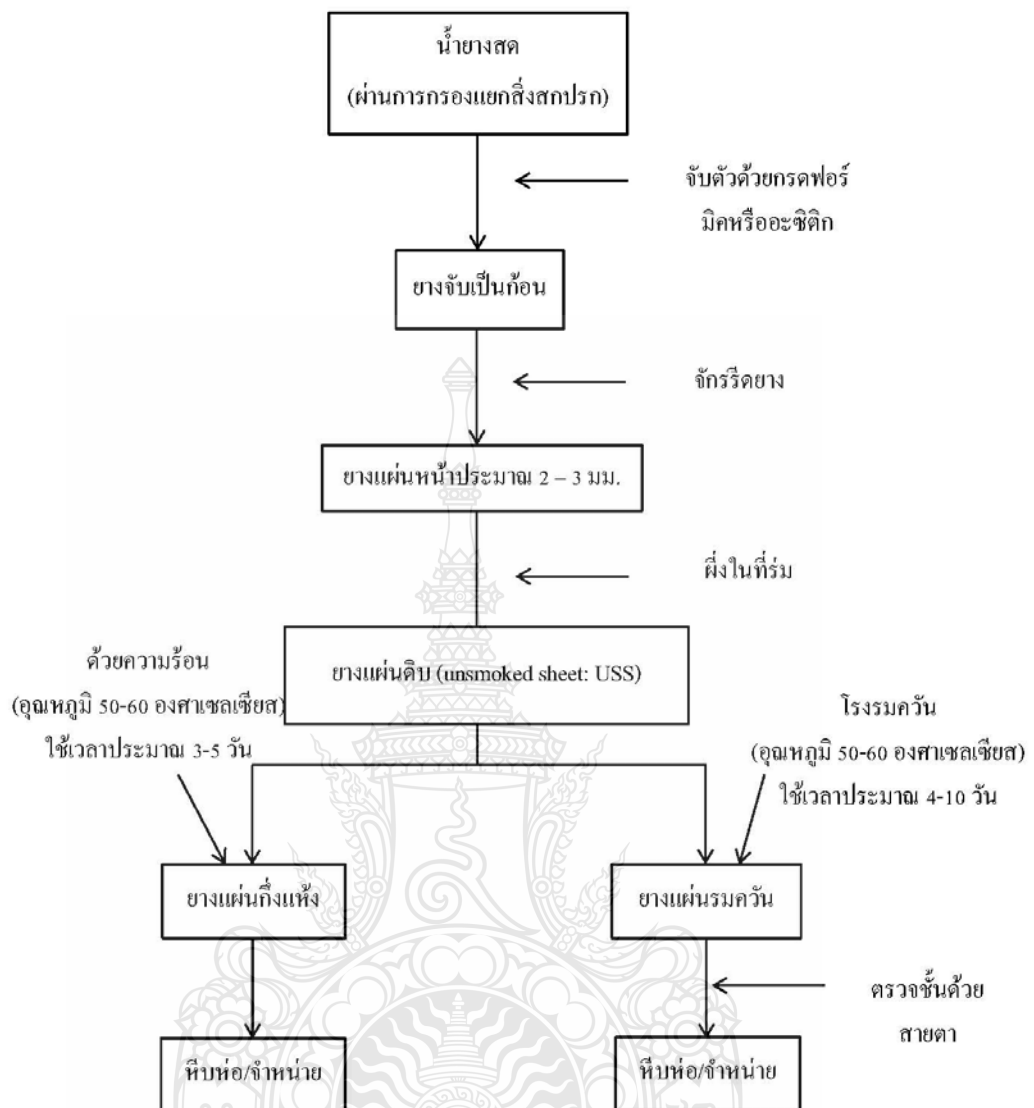 น้ำยางสด
(ผ่านการกรองแยกสิ่งสกปรก)
จับตัวด้วยกรดฟอร์
มิคหรืออะซิติก
ยางจับเป็นก้อน
จักรรีดยาง
ยางแผ่นหน้าประมาณ 2 – 3 มม.
ผึ่งในที่ร่ม
ยางแผ่นดิบ (unsmoked sheet: USS)
ด้วยความร้อน
(อุณหภูมิ 50-60 องศาเซลเซียส)
ใช้เวลาประมาณ 3-5 วัน
โรงรมควัน
(อุณหภูมิ 50-60 องศาเซลเซียส)
ใช้เวลาประมาณ 4-10 วัน
ยางแผ่นกึ่งแห้ง
ยางแผ่นรมควัน
ตรวจชั้นด้วย
สายตา
หีบห่อ/จำหน่าย
หีบห่อ/จำหน่าย